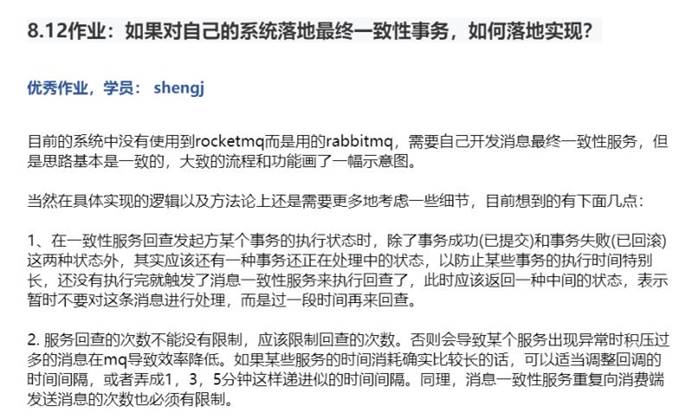 8.12作业：如果对自己的系统落地最终一致性事务，如何落地实现？
优秀作业，学员： shengj
目前的系统中没有使用到rocketmq而是用的rabbitmq，需要自己开发消息最终一致性服务，但
是思路基本是一致的，大致的流程和功能画了一幅示意图。
当然在具体实现的逻辑以及方法论上还是需要更多地考虑一些细节，目前想到的有下面几点：
1、在一致性服务回查发起方某个事务的执行状态时，除了事务成功(已提交)和事务失败(已回滚)
这两种状态外，其实应该还有一种事务还正在处理中的状态，以防止某些事务的执行时间特别
长，还没有执行完就触发了消息一致性服务来执行回查了，此时应该返回一种中间的状态，表示
暂时不要对这条消息进行处理，而是过一段时间再来回查。
2. 服务回查的次数不能没有限制，应该限制回查的次数。否则会导致某个服务出现异常时积压过
多的消息在mq导致效率降低。如果某些服务的时间消耗确实比较长的话，可以适当调整回调的
时间间隔，或者弄成1，3，5分钟这样递进似的时间间隔。同理，消息一致性服务重复向消费端
发送消息的次数也必须有限制。